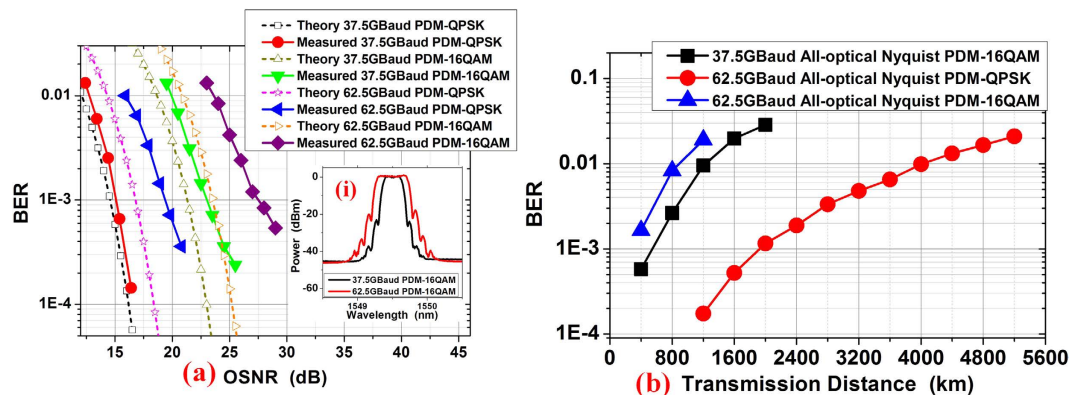 Theory 37.5GBaud PDM-QPSK
Measured 37.5GBaud PDM-QPSK
Theory 37.5GBaud PDM-16QAM
Measured 37.5GBaud PDM-16QAM
Theory 62.5GBaud PDM-QPSK
Measured 62.5GBaud PDM-QPSK
Theory 62.5GBaud PDM-16QAM
Measured 62.5GBaud PDM-16QAM
BER
0.01
1E-3
1E-4
15 20 25 30 35 40 45
(a) OSNR (dB)
(i)
Power (dBm)
0
-20
-40
-60
37.5GBaud PDM-16QAM
62.5GBaud PDM-16QAM
1549 1550
Wavelength (nm)
37.5GBaud All-optical Nyquist PDM-16QAM
62.5GBaud All-optical Nyquist PDM-QPSK
62.5GBaud All-optical Nyquist PDM-16QAM
BER
0.1
0.01
1E-3
1E-4
0 800 1600 2400 3200 4000 4800 5600
(b) Transmission Distance (km)